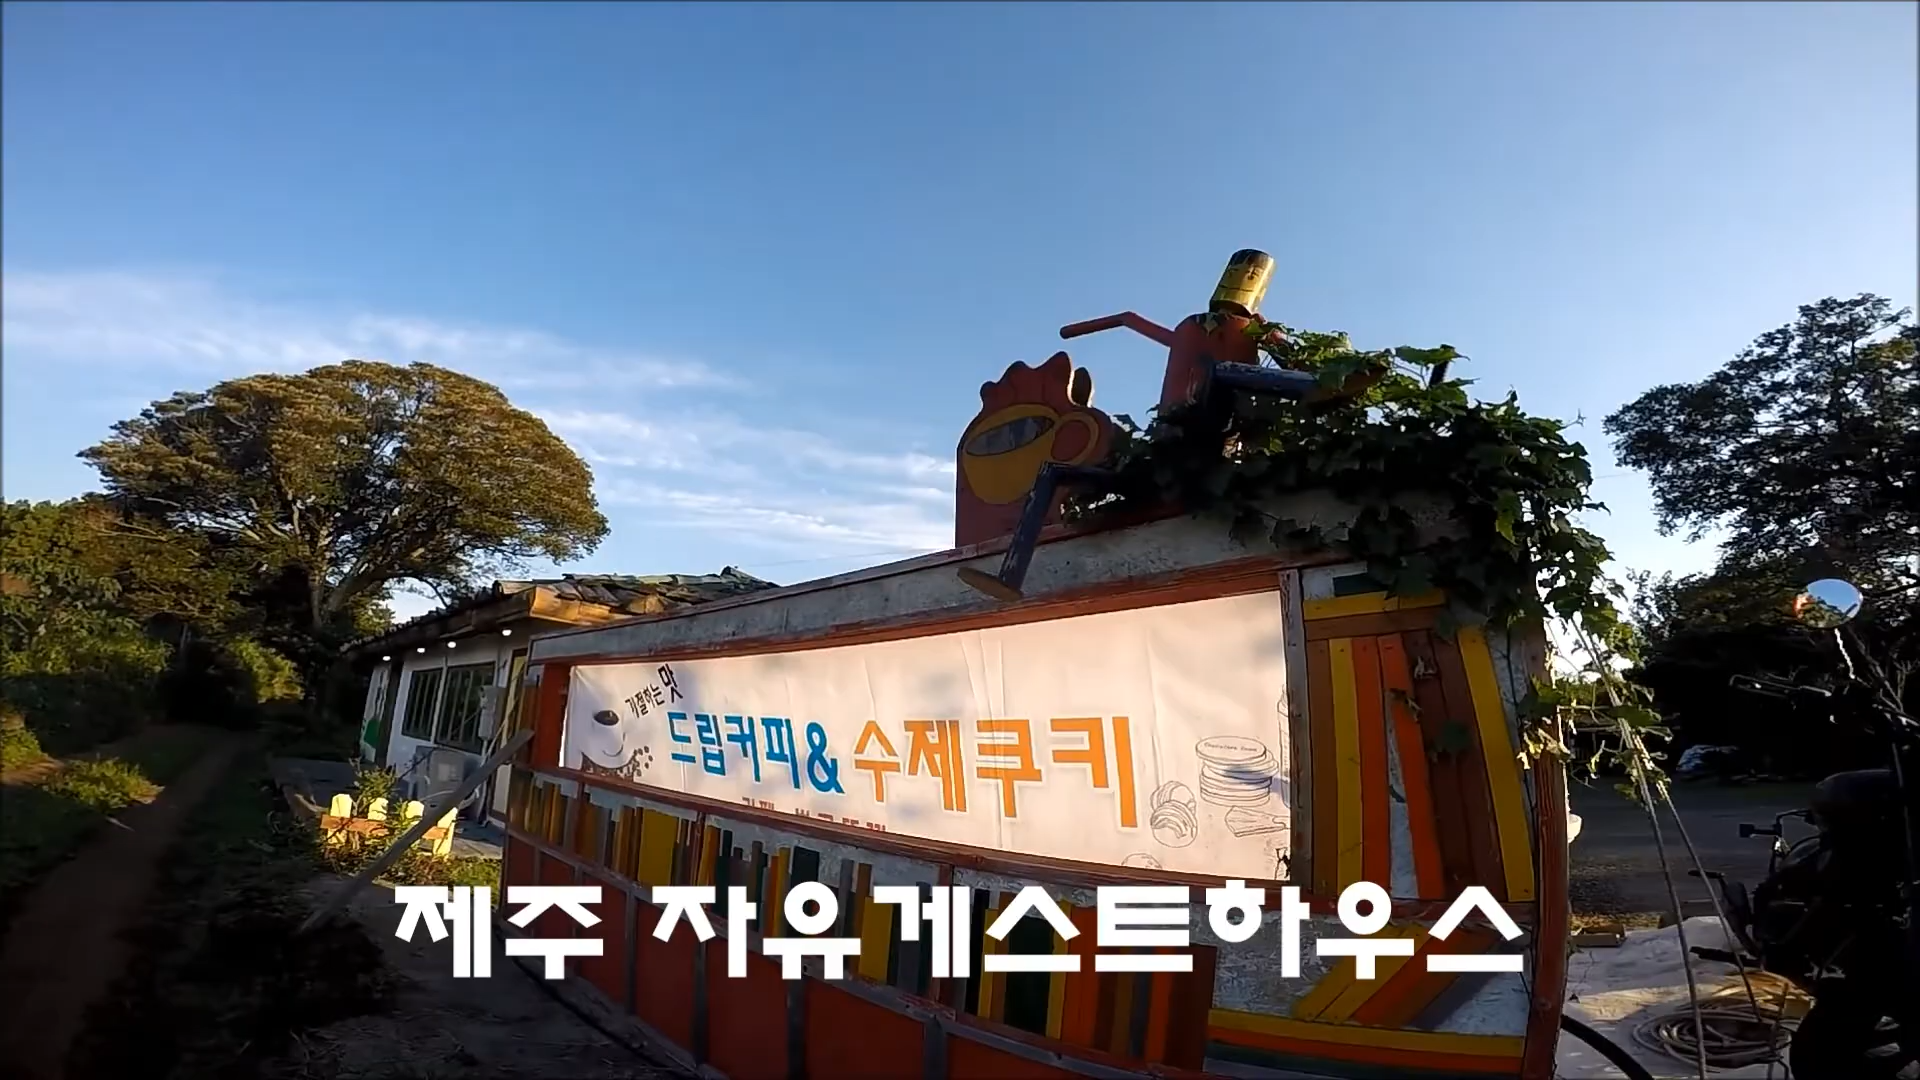 기절하는 맛
드립커피& 수제쿠키
제주 자유게스트하우스